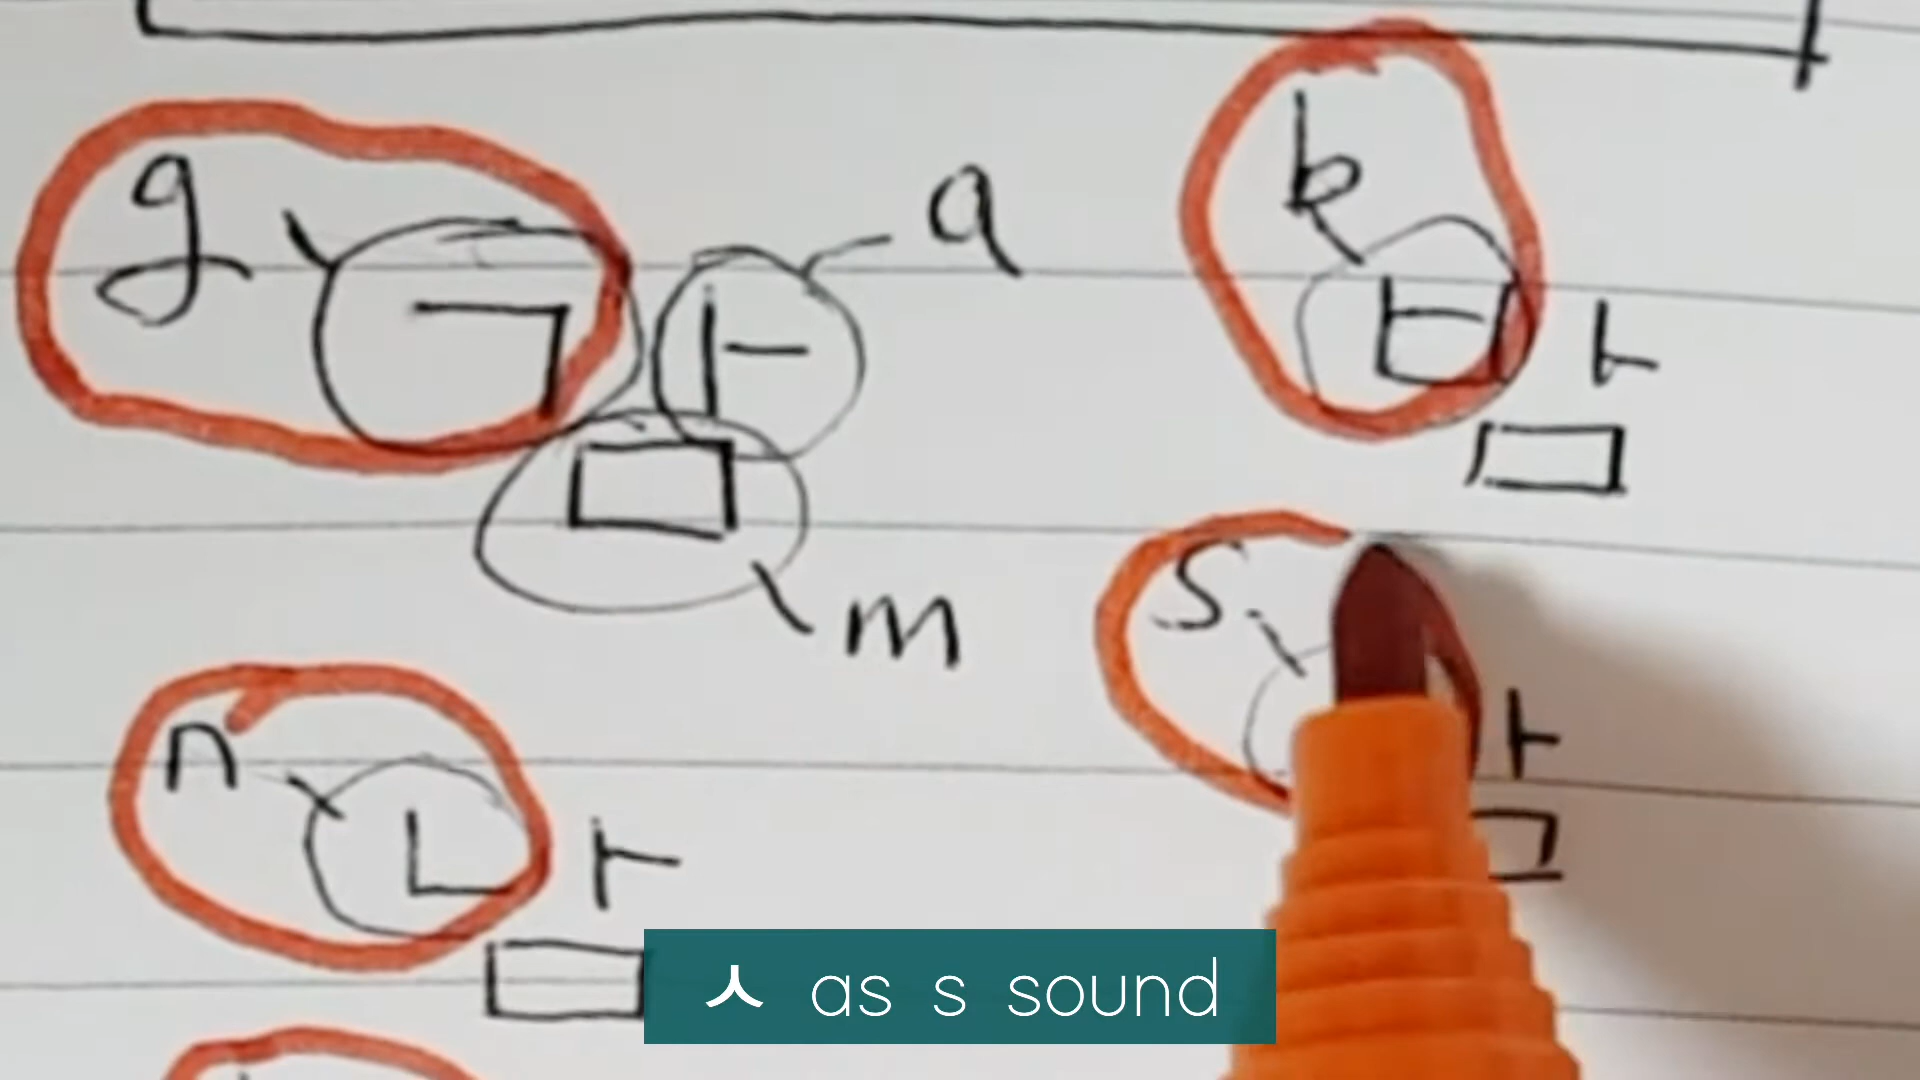 g ㄱ ㅏ a
ㅁ m
b ㅂ ㅏ
ㅁ
n ㄴ ㅏ
ㅁ
s ㅏ
ㅁ
ㅅ as s sound